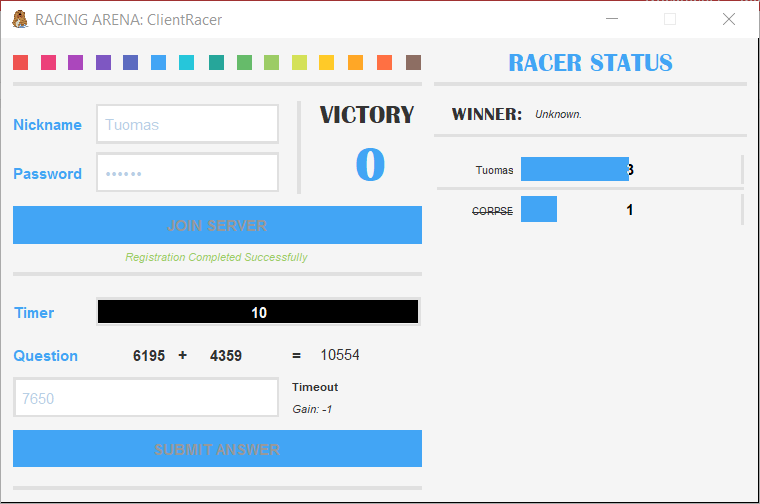 RACING ARENA: ClientRacer
RACER STATUS
Nickname
Tuomas
Password
••••••
VICTORY
0
JOIN SERVER
Registration Completed Successfully
WINNER:
Unknown.
Tuomas
3
CORPSE
1
Timer
10
Question
6195 + 4359 = 10554
7650
Timeout
Gain: -1
SUBMIT ANSWER